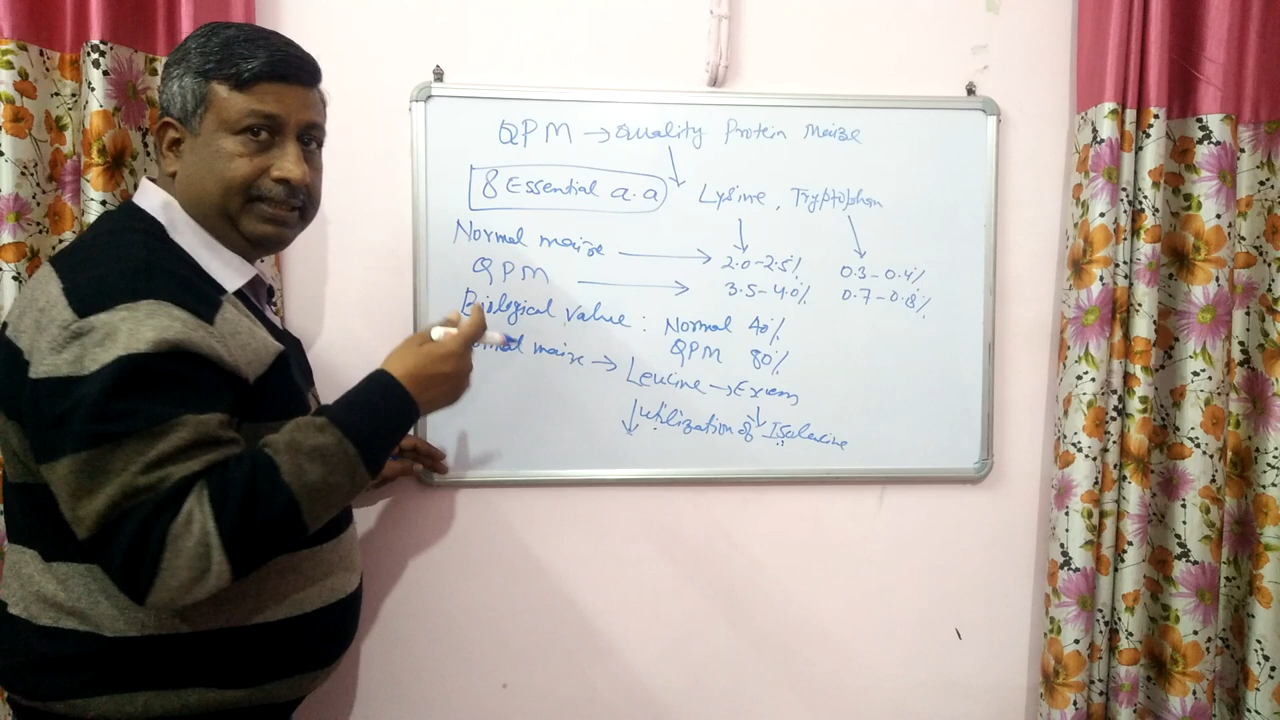 QPM → Quality Protein Maize
8 Essential a.a → Lysine, Tryptophan
Normal maize → 2.0-2.5% 0.3-0.4%
QPM → 3.5-4.0% 0.7-0.8%
Biological value: Normal 40%
QPM 80%
maize → Leucine → Excess
↓ utilization of Isoleucine